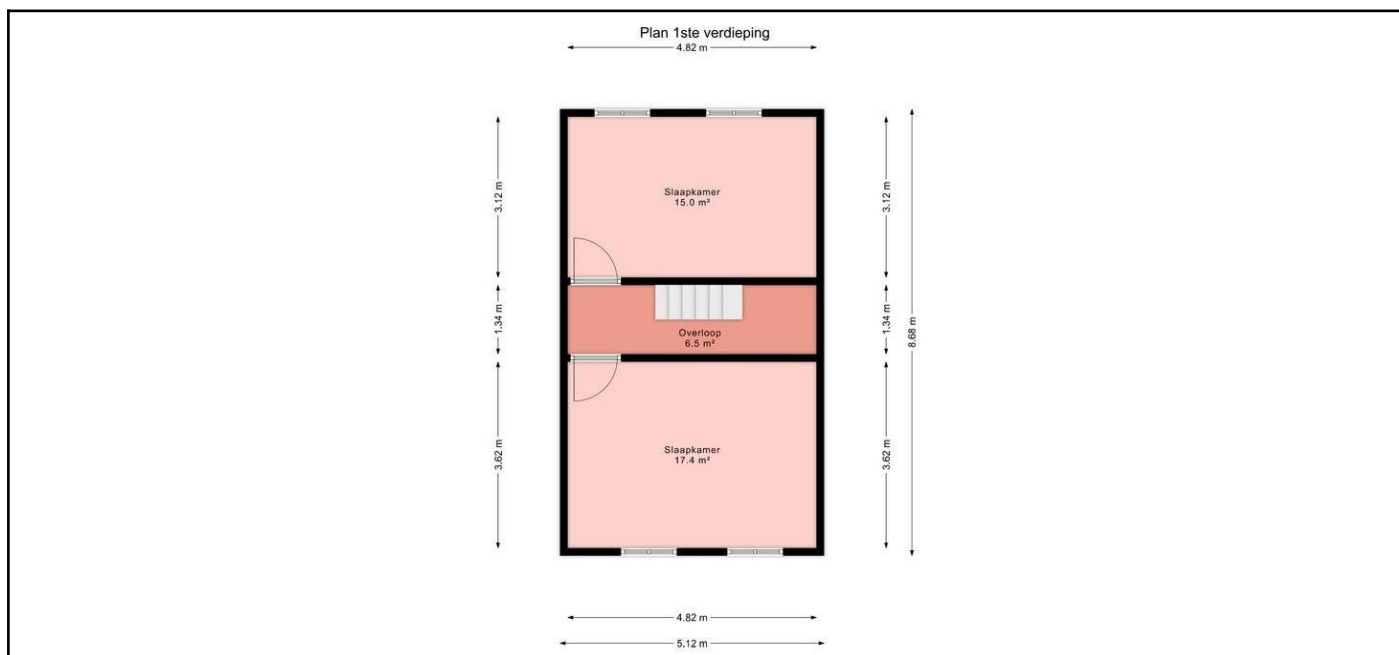 Plan 1ste verdieping
4.82 m
3.12 m
3.12 m
8.68 m
Slaapkamer
15.0 m²
1.34 m
1.34 m
Overloop
6.5 m²
3.62 m
3.62 m
Slaapkamer
17.4 m²
4.82 m
5.12 m